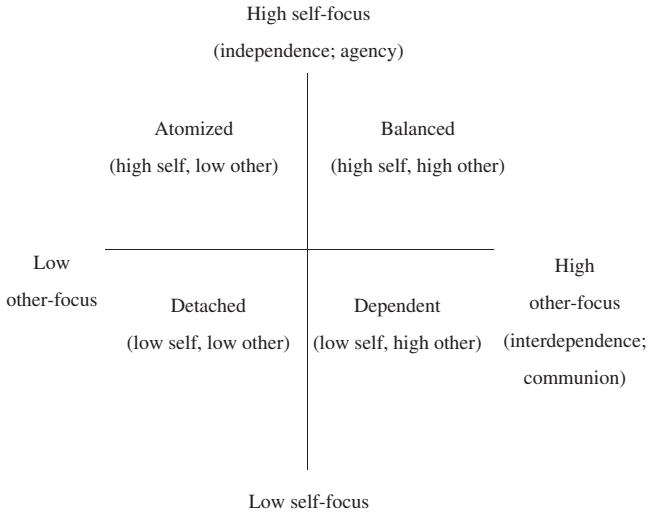 High self-focus
(independence; agency)
Atomized
(high self, low other)
Balanced
(high self, high other)
Low
other-focus
High
other-focus
(interdependence;
communion)
Detached
(low self, low other)
Dependent
(low self, high other)
Low self-focus